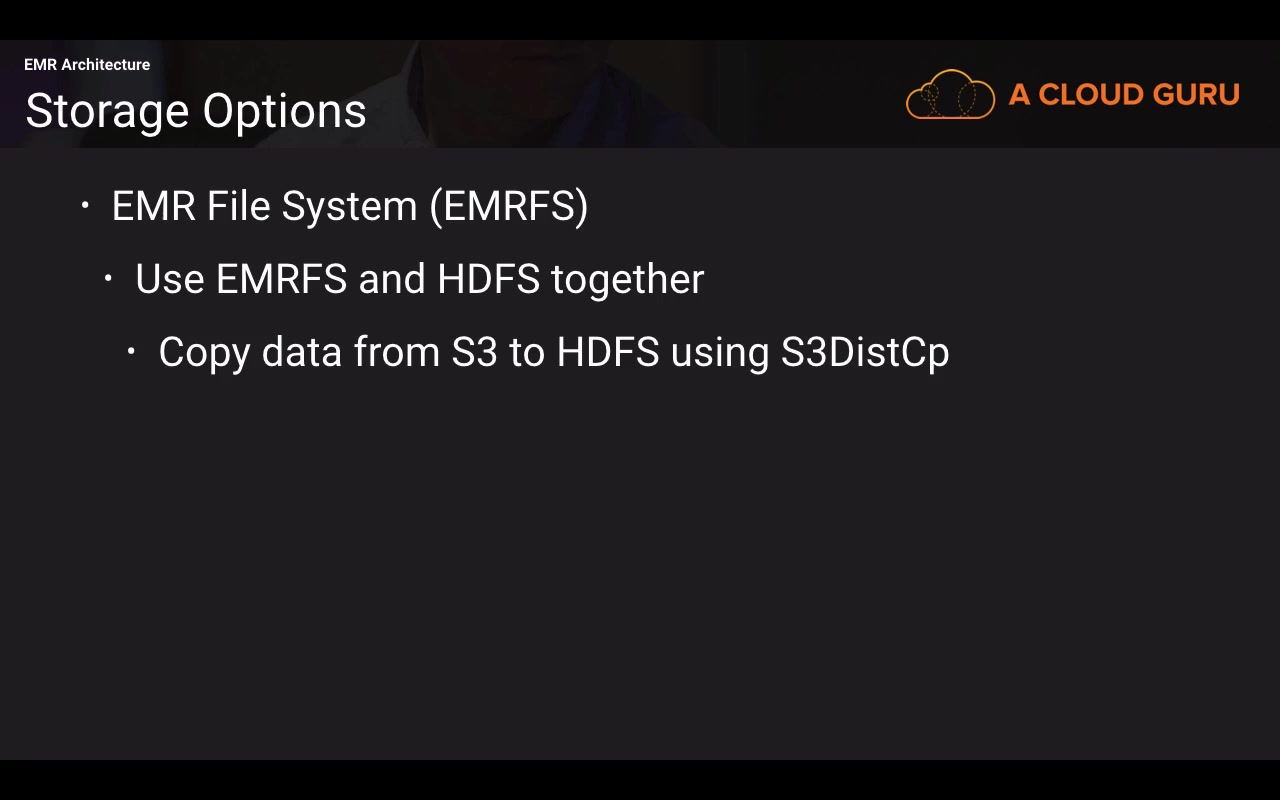 EMR Architecture
Storage Options
A CLOUD GURU
• EMR File System (EMRFS)
• Use EMRFS and HDFS together
• Copy data from S3 to HDFS using S3DistCp